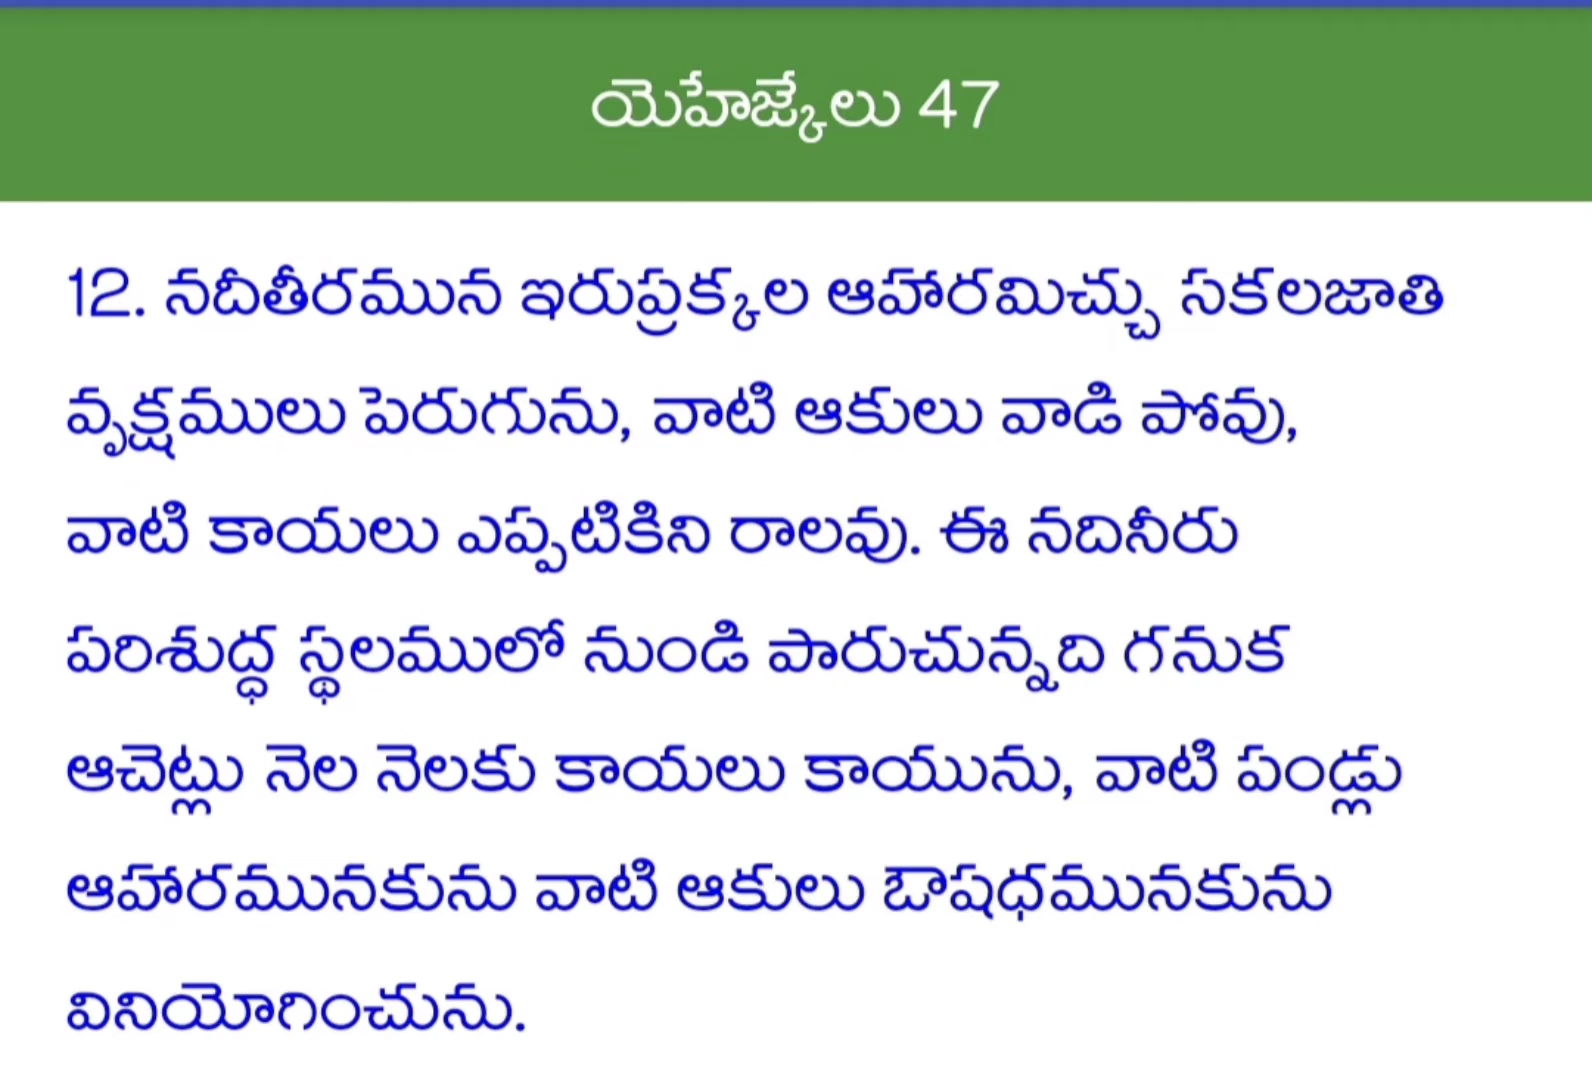 యెహేజ్కేలు 47
12. నదీతీరమున ఇరుప్రక్కల ఆహారమిచ్చు సకలజాతి
వృక్షములు పెరుగును, వాటి ఆకులు వాడి పోవు,
వాటి కాయలు ఎప్పటికిని రాలవు. ఈ నదినీరు
పరిశుద్ధ స్థలములో నుండి పారుచున్నది గనుక
ఆచెట్లు నెల నెలకు కాయలు కాయును, వాటి పండ్లు
ఆహారమునకును వాటి ఆకులు ఔషధమునకును
వినియోగించును.